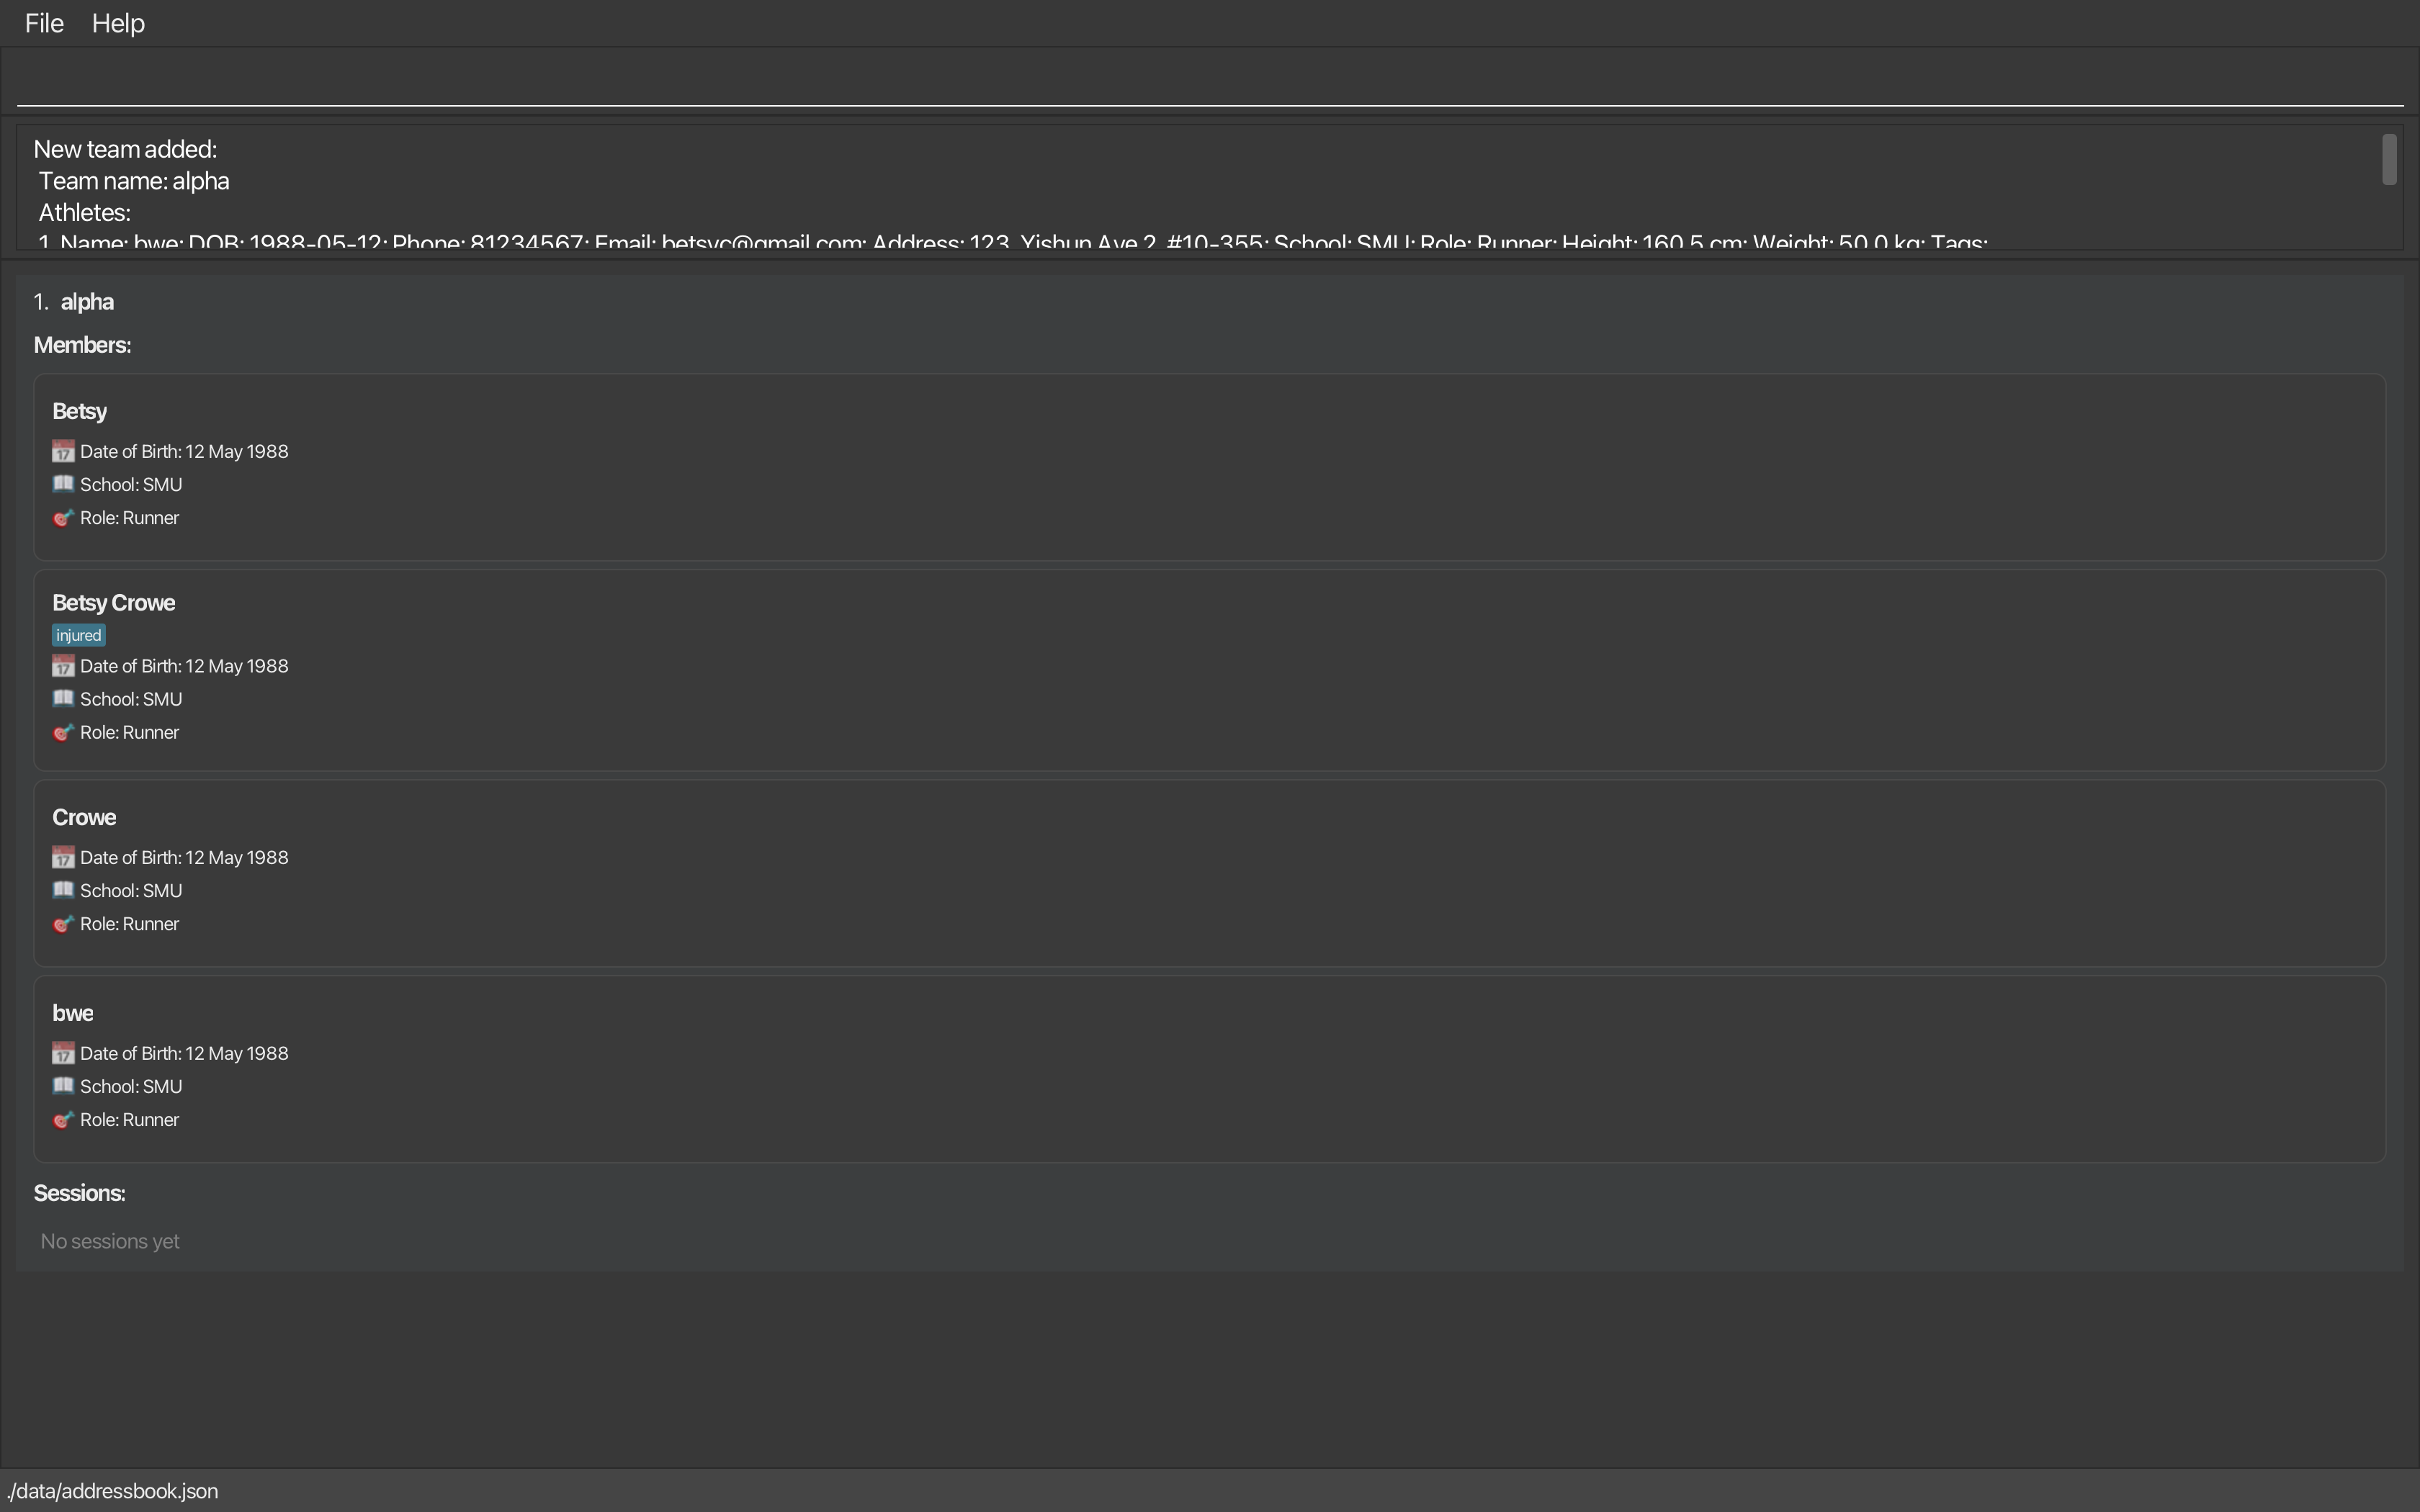 File Help
New team added:
Team name: alpha
Athletes:
1. Name: bwe; DOB: 1988-05-12; Phone: 81234567; Email: betsyc@gmail.com; Address: 123, Yishun Ave 2, #10-355; School: SMU; Role: Runner; Height: 160.5 cm; Weight: 50.0 kg; Tags:
1. alpha
Members:
Betsy
17 Date of Birth: 12 May 1988
School: SMU
Role: Runner
Betsy Crowe
injured
17 Date of Birth: 12 May 1988
School: SMU
Role: Runner
Crowe
17 Date of Birth: 12 May 1988
School: SMU
Role: Runner
bwe
17 Date of Birth: 12 May 1988
School: SMU
Role: Runner
Sessions:
No sessions yet
./data/addressbook.json